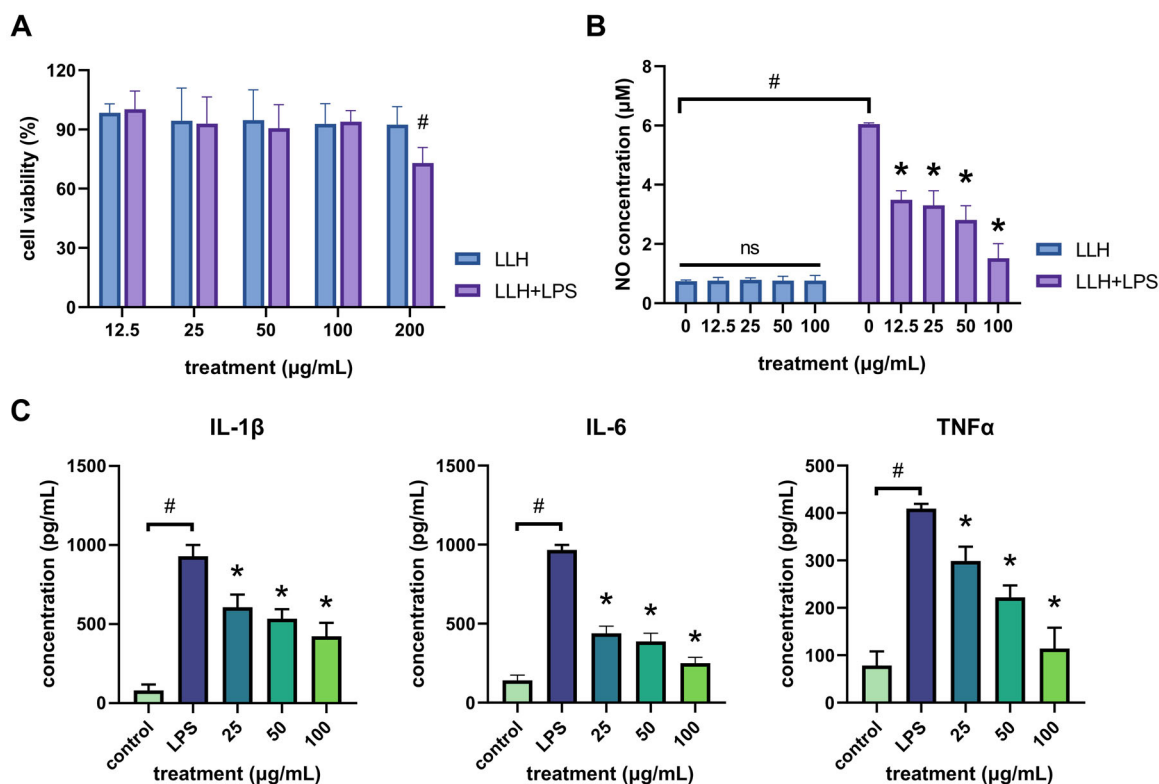 A
cell viability (%)
120
90
60
30
0
#
12.5 25 50 100 200
treatment (µg/mL)
LLH
LLH+LPS
B
NO concentration (µM)
8
6
4
2
0
#
ns
* * * *
0 12.5 25 50 100 0 12.5 25 50 100
treatment (µg/mL)
LLH
LLH+LPS
C
IL-1β
concentration (pg/mL)
1500
1000
500
0
#
* * *
control LPS 25 50 100
treatment (µg/mL)
IL-6
concentration (pg/mL)
1500
1000
500
0
#
* * *
control LPS 25 50 100
treatment (µg/mL)
TNFα
concentration (pg/mL)
500
400
300
200
100
0
#
* * *
control LPS 25 50 100
treatment (µg/mL)